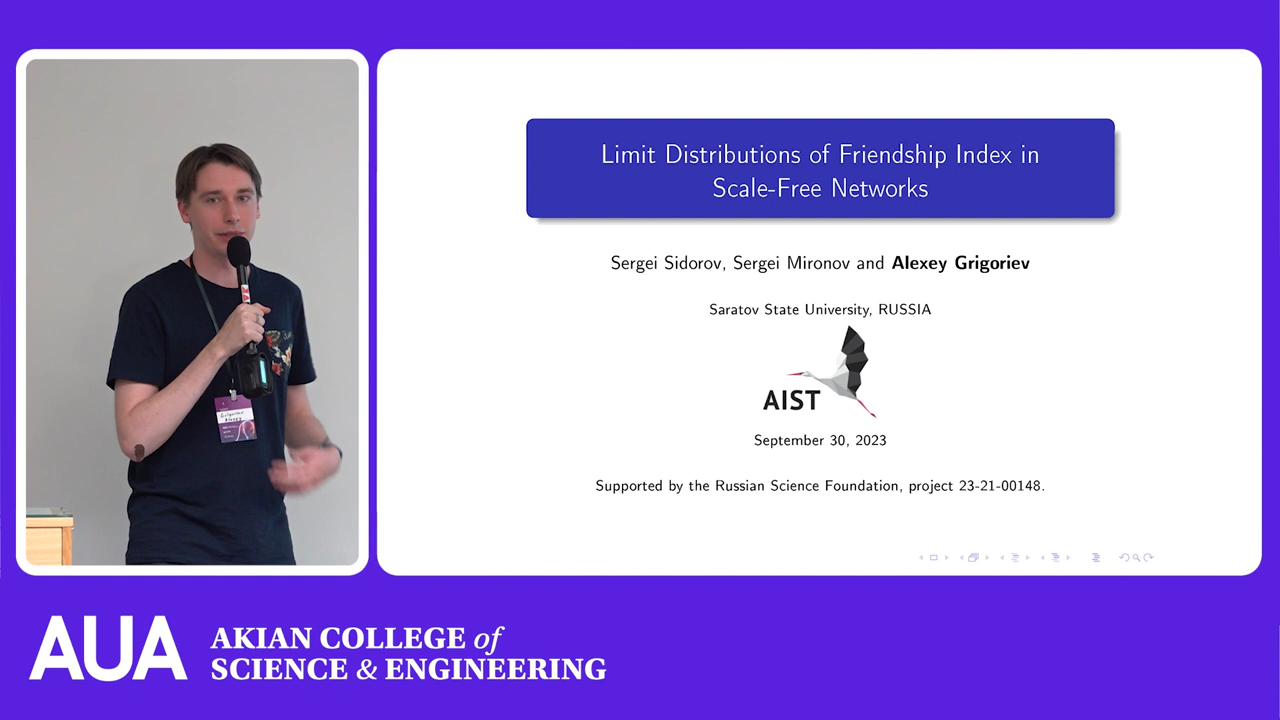 Limit Distributions of Friendship Index in
Scale-Free Networks
Sergei Sidorov, Sergei Mironov and Alexey Grigoriev
Saratov State University, RUSSIA
AIST
September 30, 2023
Supported by the Russian Science Foundation, project 23-21-00148.
AUA
AKIAN COLLEGE of
SCIENCE & ENGINEERING